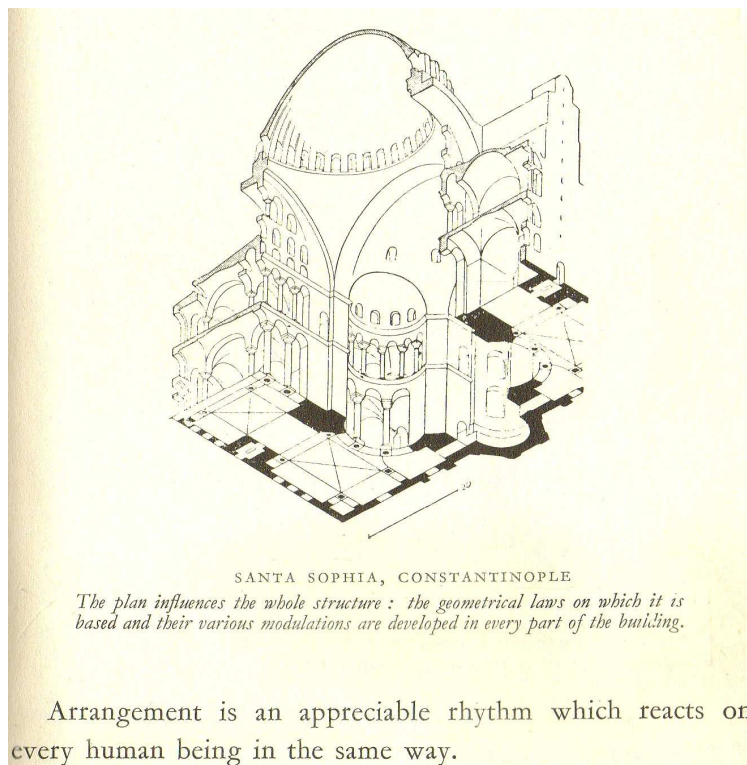 20
SANTA SOPHIA, CONSTANTINOPLE
The plan influences the whole structure : the geometrical laws on which it is
based and their various modulations are developed in every part of the building.
Arrangement is an appreciable rhythm which reacts on
every human being in the same way.